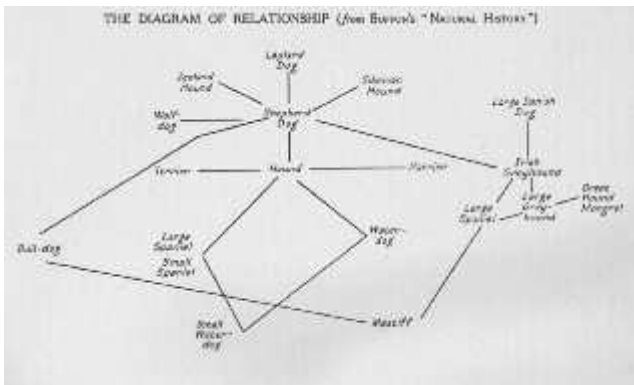 THE DIAGRAM OF RELATIONSHIP (from BUFFON'S "NATURAL HISTORY")
Lapland
Dog
Iceland
Hound
Siberian
Hound
Wolf-
dog
Shepherd
Dog
Large Danish
Dog
Terrier
Hound
Harrier
Irish
Greyhound
Large
Spaniel
Large
Grey-
hound
Hound
Bull-dog
Large
Spaniel
Small
Spaniel
Water-
dog
Small
Water-
dog
Mastiff